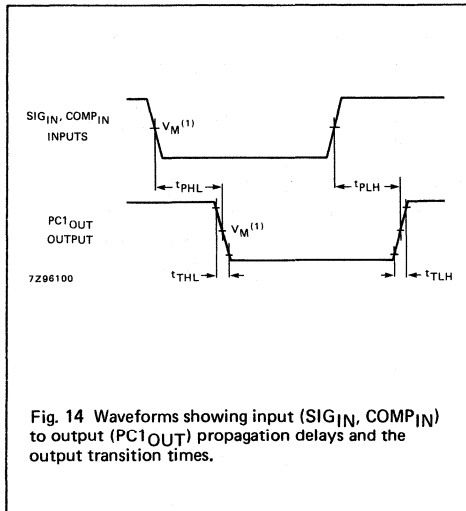 SIGIN, COMPIN
INPUTS
VM(1)
tPHL
tPLH
PC1OUT
OUTPUT
VM(1)
7Z96100
tTHL
tTLH
Fig. 14 Waveforms showing input (SIGIN, COMPIN)
to output (PC1OUT) propagation delays and the
output transition times.